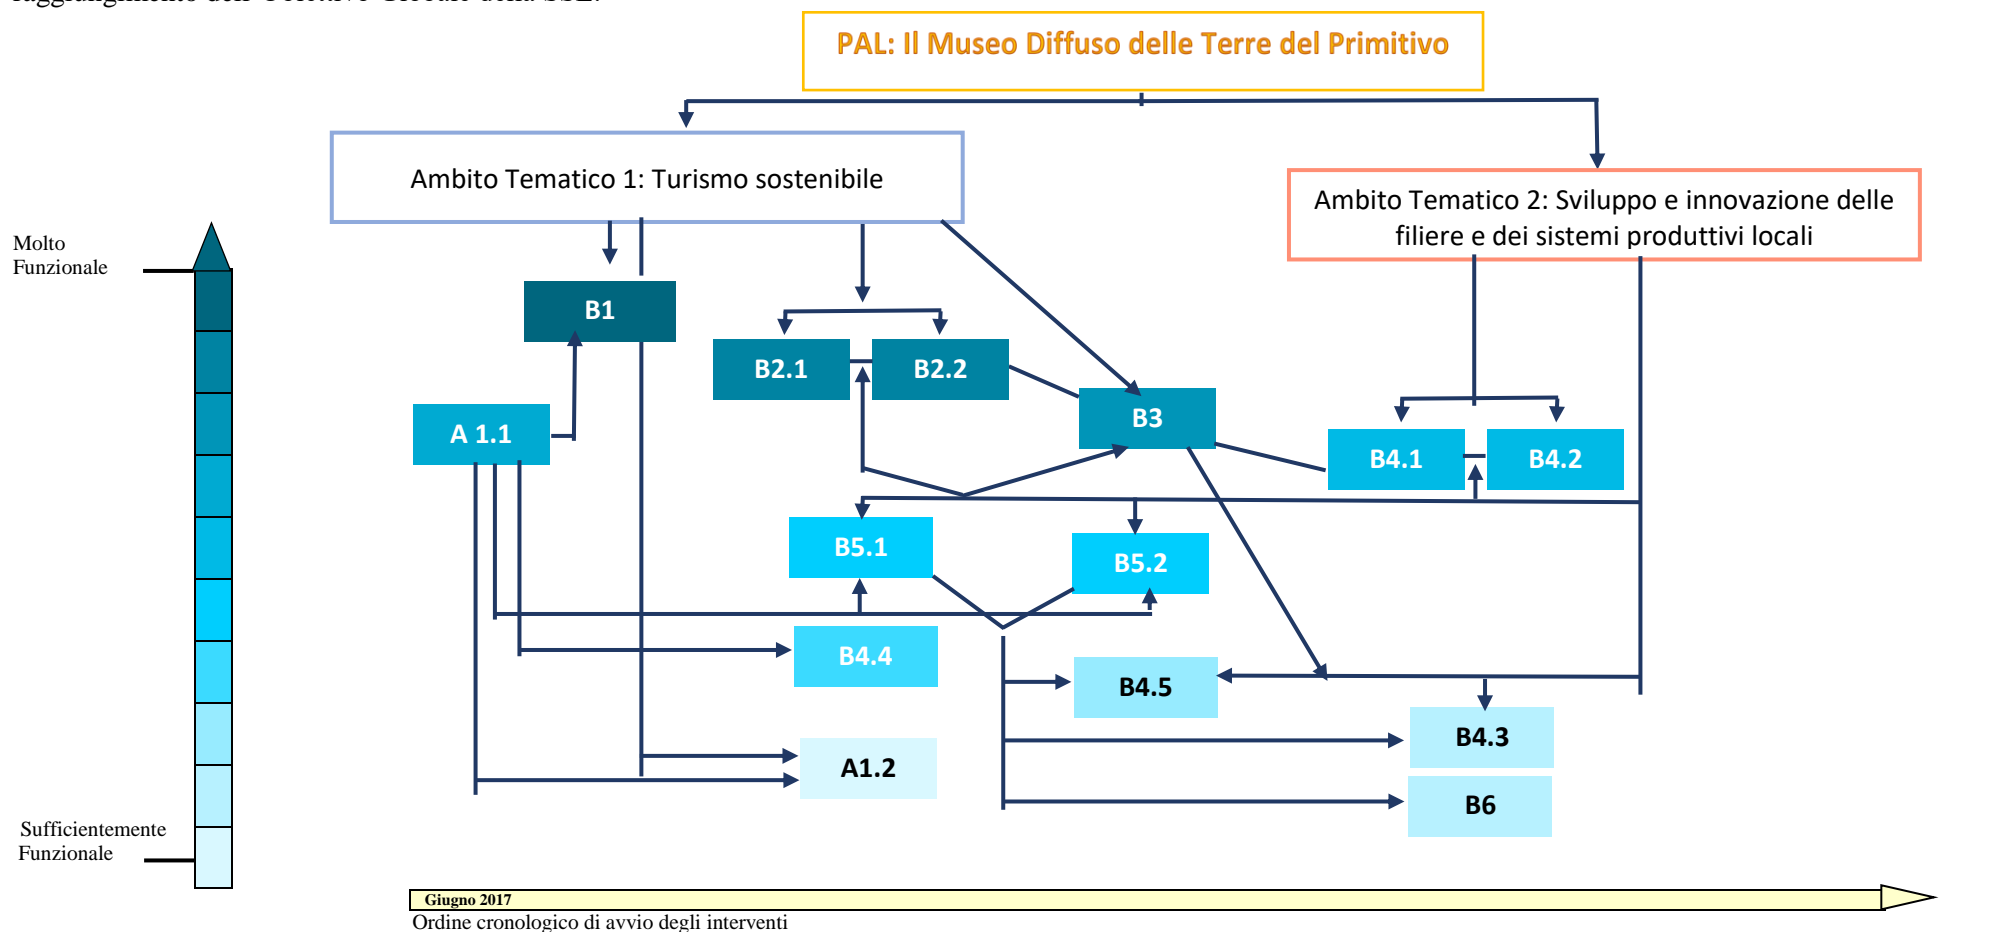 PAL: Il Museo Diffuso delle Terre del Primitivo
Ambito Tematico 1: Turismo sostenibile
Ambito Tematico 2: Sviluppo e innovazione delle
filiere e dei sistemi produttivi locali
Molto
Funzionale
B1
B2.1
B2.2
B3
A 1.1
B4.1
B4.2
B5.1
B5.2
B4.4
B4.5
B4.3
A1.2
B6
Sufficientemente
Funzionale
Giugno 2017
Ordine cronologico di avvio degli interventi